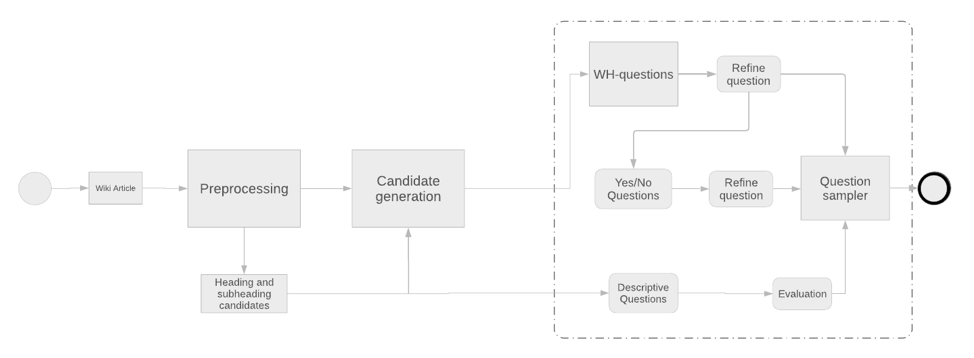 Wiki Article
Preprocessing
Candidate
generation
Heading and
subheading
candidates
WH-questions
Refine
question
Yes/No
Questions
Refine
question
Question
sampler
Descriptive
Questions
Evaluation